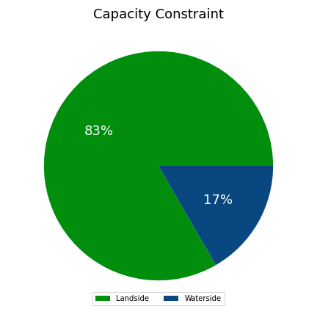 Capacity Constraint
83%
17%
Landside Waterside